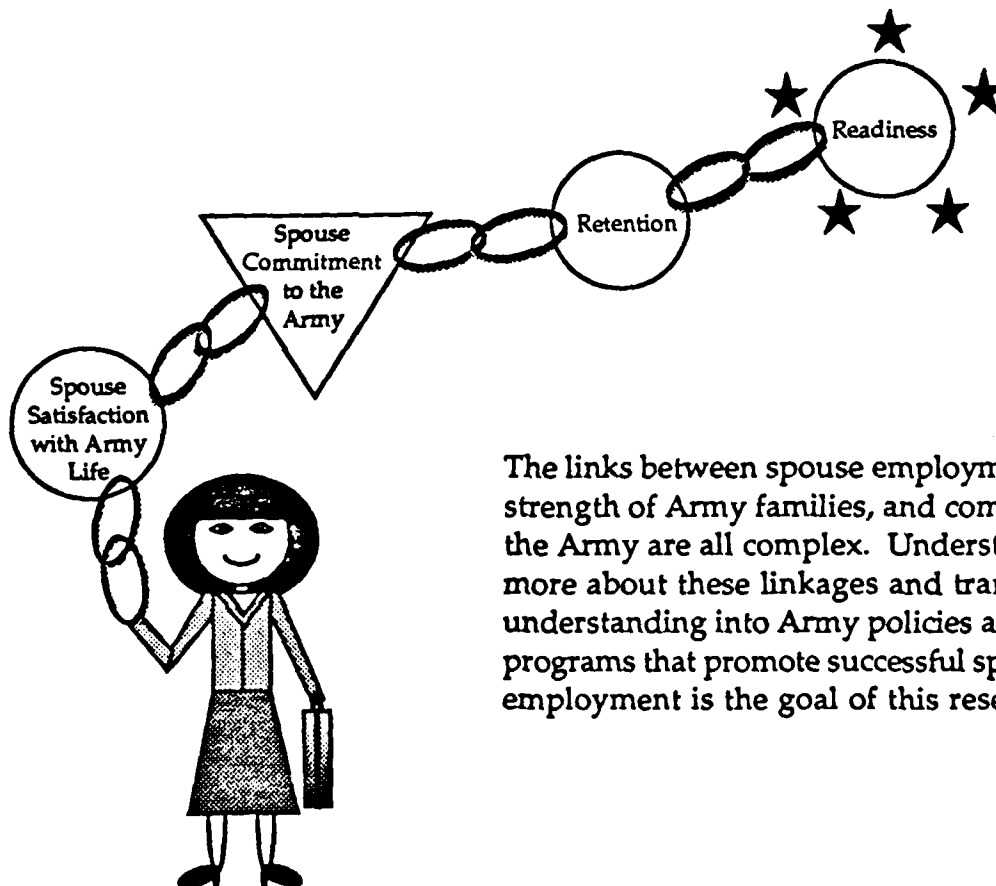 Readiness
Retention
Spouse
Commitment
to the
Army
Spouse
Satisfaction
with Army
Life
The links between spouse employm
strength of Army families, and com
the Army are all complex. Underst
more about these linkages and tran
understanding into Army policies a
programs that promote successful sp
employment is the goal of this rese